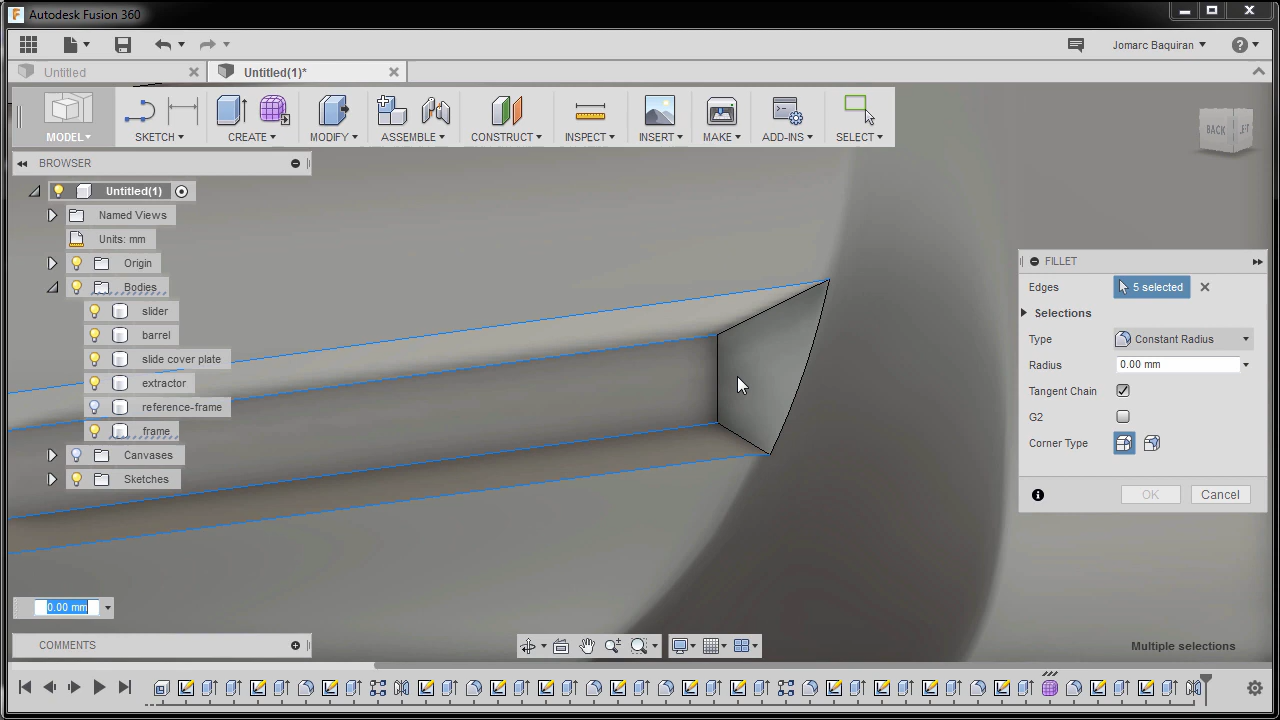 Autodesk Fusion 360
Jomarc Baquiran
Untitled
Untitled(1)*
MODEL
SKETCH
CREATE
MODIFY
ASSEMBLE
CONSTRUCT
INSPECT
INSERT
MAKE
ADD-INS
SELECT
BACK
BROWSER
Untitled(1)
Named Views
Units: mm
Origin
Bodies
slider
barrel
slide cover plate
extractor
reference-frame
frame
Canvases
Sketches
FILLET
Edges 5 selected
Selections
Type Constant Radius
Radius 0.00 mm
Tangent Chain
G2
Corner Type
OK Cancel
0.00 mm
COMMENTS
Multiple selections